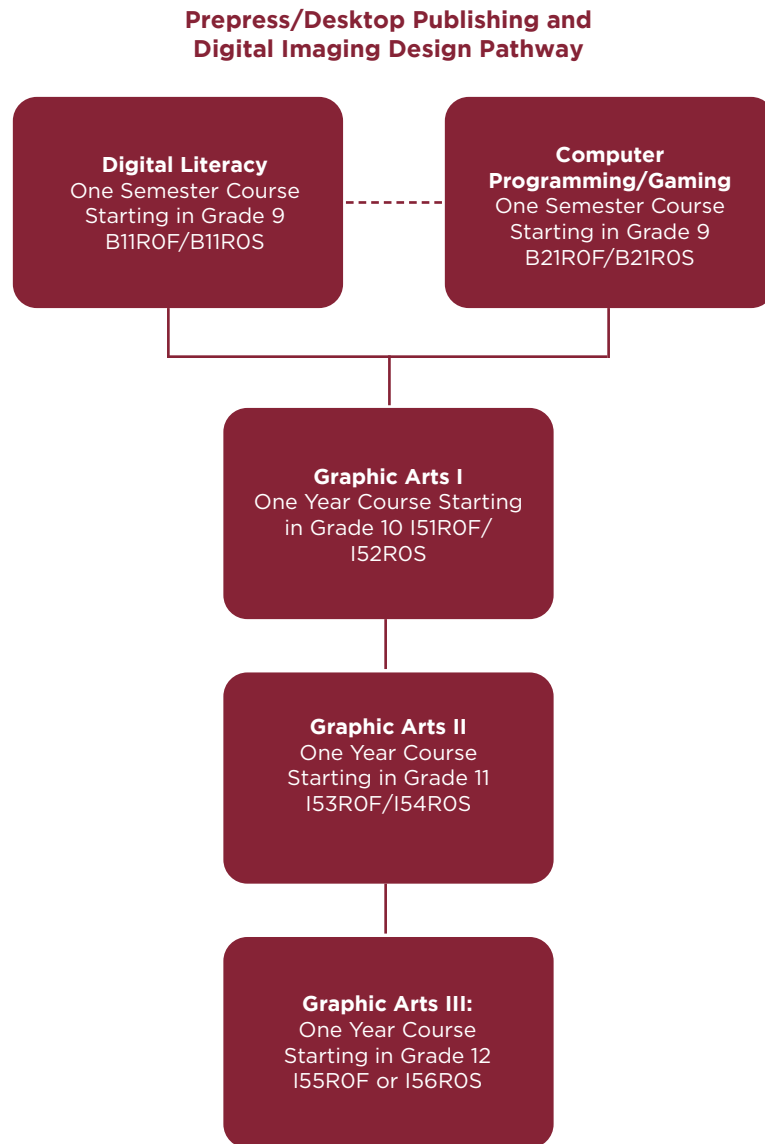 Prepress/Desktop Publishing and
Digital Imaging Design Pathway
Digital Literacy
One Semester Course
Starting in Grade 9
B11R0F/B11R0S
Computer
Programming/Gaming
One Semester Course
Starting in Grade 9
B21R0F/B21R0S
Graphic Arts I
One Year Course Starting
in Grade 10 I51R0F/
I52R0S
Graphic Arts II
One Year Course
Starting in Grade 11
I53R0F/I54R0S
Graphic Arts III:
One Year Course
Starting in Grade 12
I55R0F or I56R0S